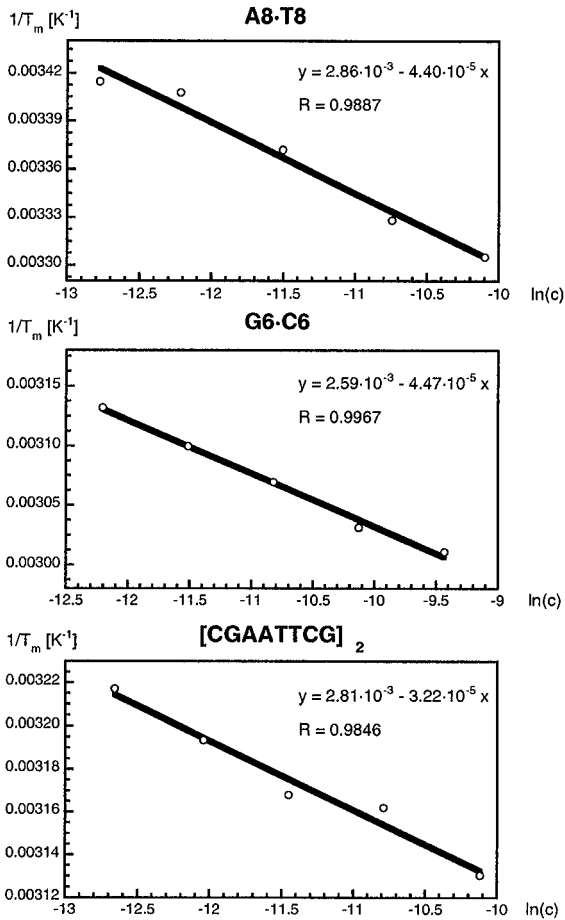 1/Tm [K-1]
A8·T8
y = 2.86·10-3 - 4.40·10-5 x
R = 0.9887
0.00342
0.00339
0.00336
0.00333
0.00330
-13 -12.5 -12 -11.5 -11 -10.5 -10 ln(c)
1/Tm [K-1]
G6·C6
y = 2.59·10-3 - 4.47·10-5 x
R = 0.9967
0.00315
0.00310
0.00305
0.00300
-12.5 -12 -11.5 -11 -10.5 -10 -9.5 -9 ln(c)
1/Tm [K-1]
[CGAATTCG] 2
y = 2.81·10-3 - 3.22·10-5 x
R = 0.9846
0.00322
0.00320
0.00318
0.00316
0.00314
0.00312
-13 -12.5 -12 -11.5 -11 -10.5 -10 ln(c)